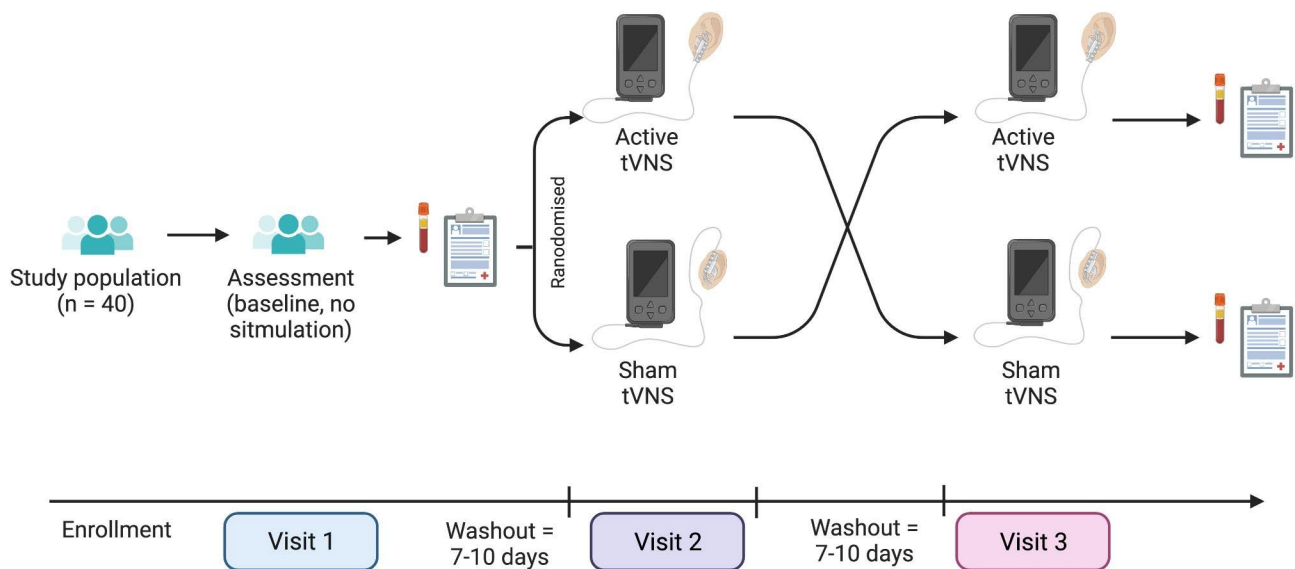 Study population
(n = 40)
Assessment
(baseline, no
sitmulation)
Ranodomised
Active
tVNS
Sham
tVNS
Active
tVNS
Sham
tVNS
Enrollment
Visit 1
Washout =
7-10 days
Visit 2
Washout =
7-10 days
Visit 3